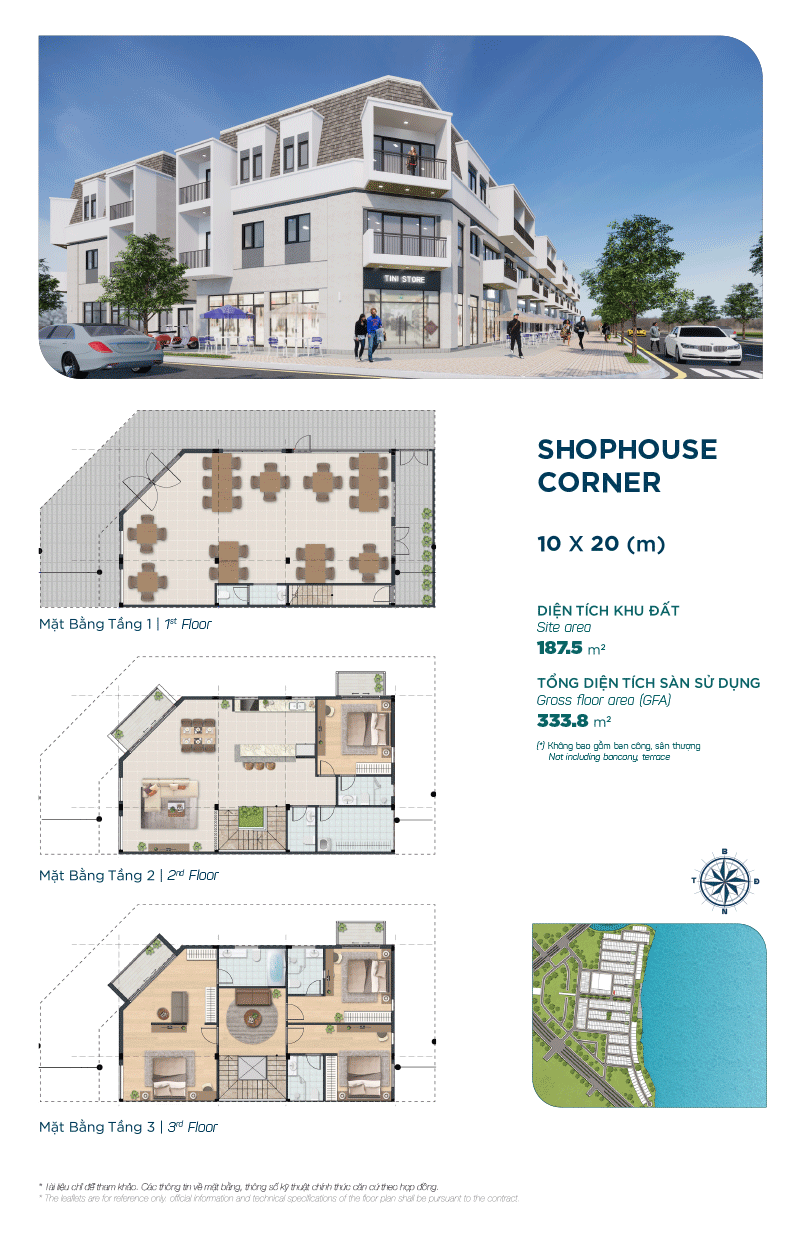 TINI STORE
SHOPHOUSE
CORNER
10 X 20 (m)
DIỆN TÍCH KHU ĐẤT
Site area
187.5 m²
TỔNG DIỆN TÍCH SÀN SỬ DỤNG
Gross floor area (GFA)
333.8 m²
(*) Không bao gồm ban công, sân thượng
Not including bancony, terrace
Mặt Bằng Tầng 1 | 1st Floor
Mặt Bằng Tầng 2 | 2nd Floor
B
T
Đ
N
Mặt Bằng Tầng 3 | 3rd Floor
* Tài liệu chỉ để tham khảo. Các thông tin về mặt bằng, thông số kỹ thuật chính thức căn cứ theo hợp đồng.
* The leaflets are for reference only. official information and technical specifications of the floor plan shall be pursuant to the contract.